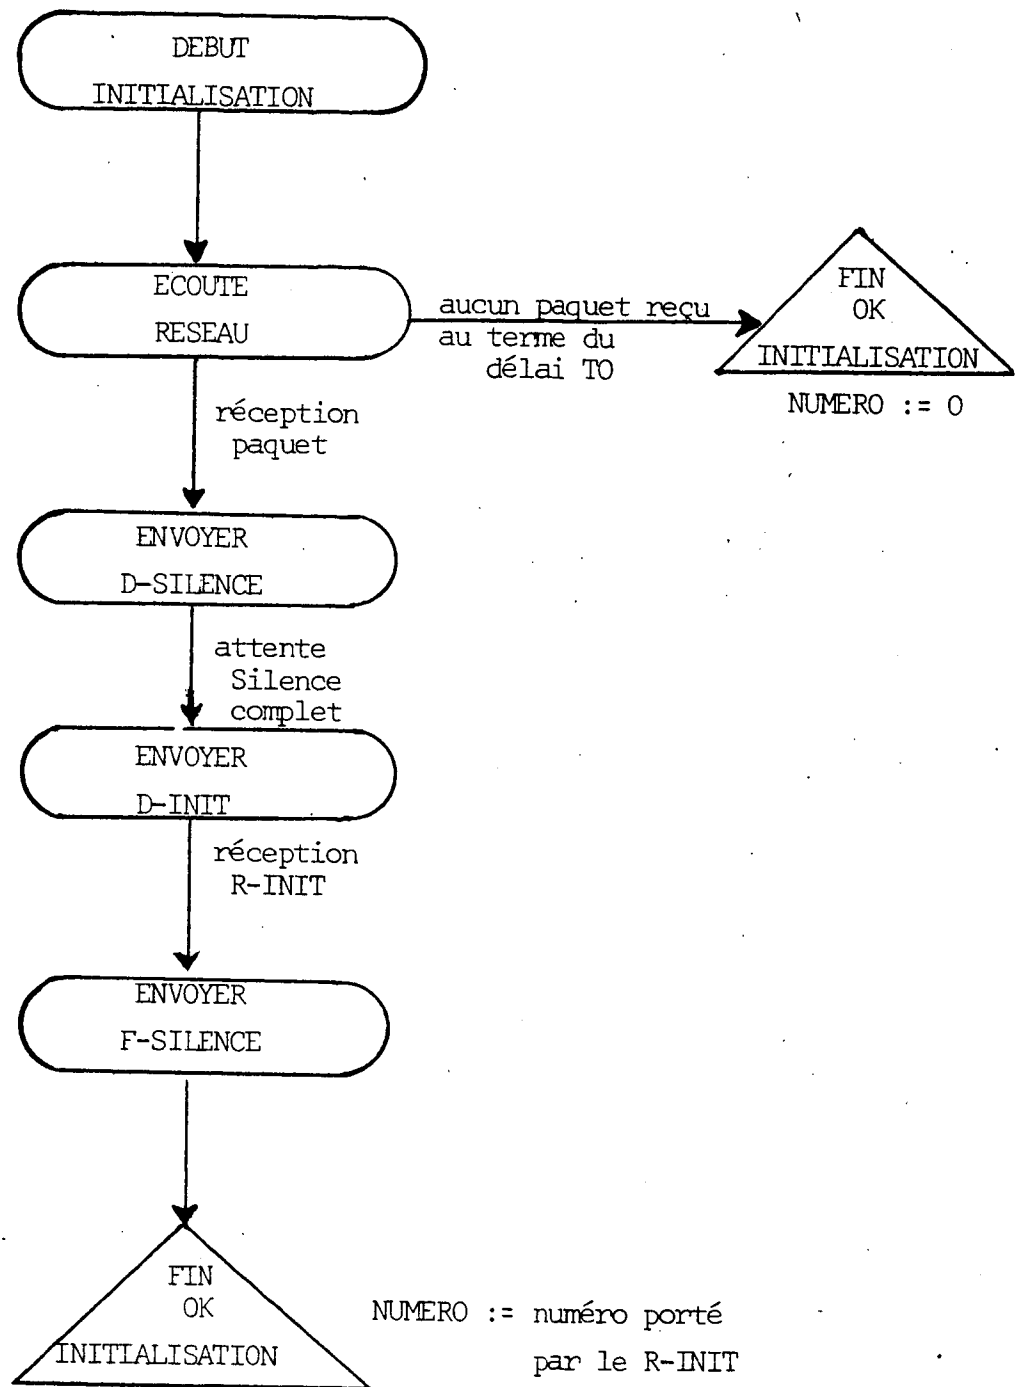 DEBUT
INITIALISATION
ECOUTE
RESEAU
aucun paquet reçu
au terme du
délai TO
FIN
OK
INITIALISATION
NUMERO := O
réception
paquet
ENVOYER
D-SILENCE
attente
Silence
complet
ENVOYER
D-INIT
réception
R-INIT
ENVOYER
F-SILENCE
FIN
OK
INITIALISATION
NUMERO := numéro porté
par le R-INIT